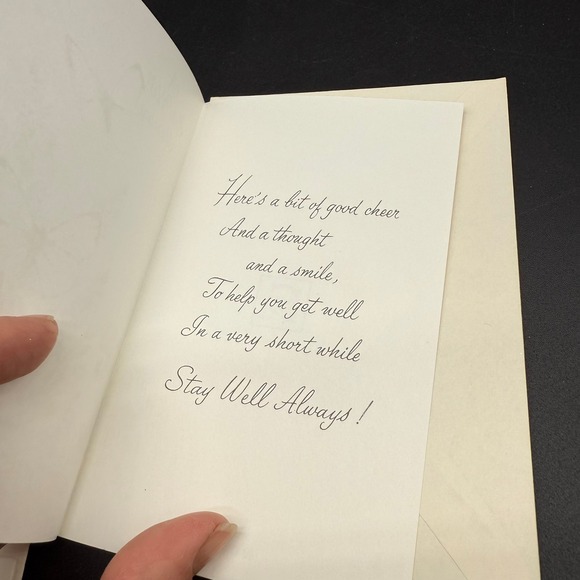 Here's a bit of good cheer
And a thought
and a smile,
To help you get well
In a very short while
Stay Well Always!